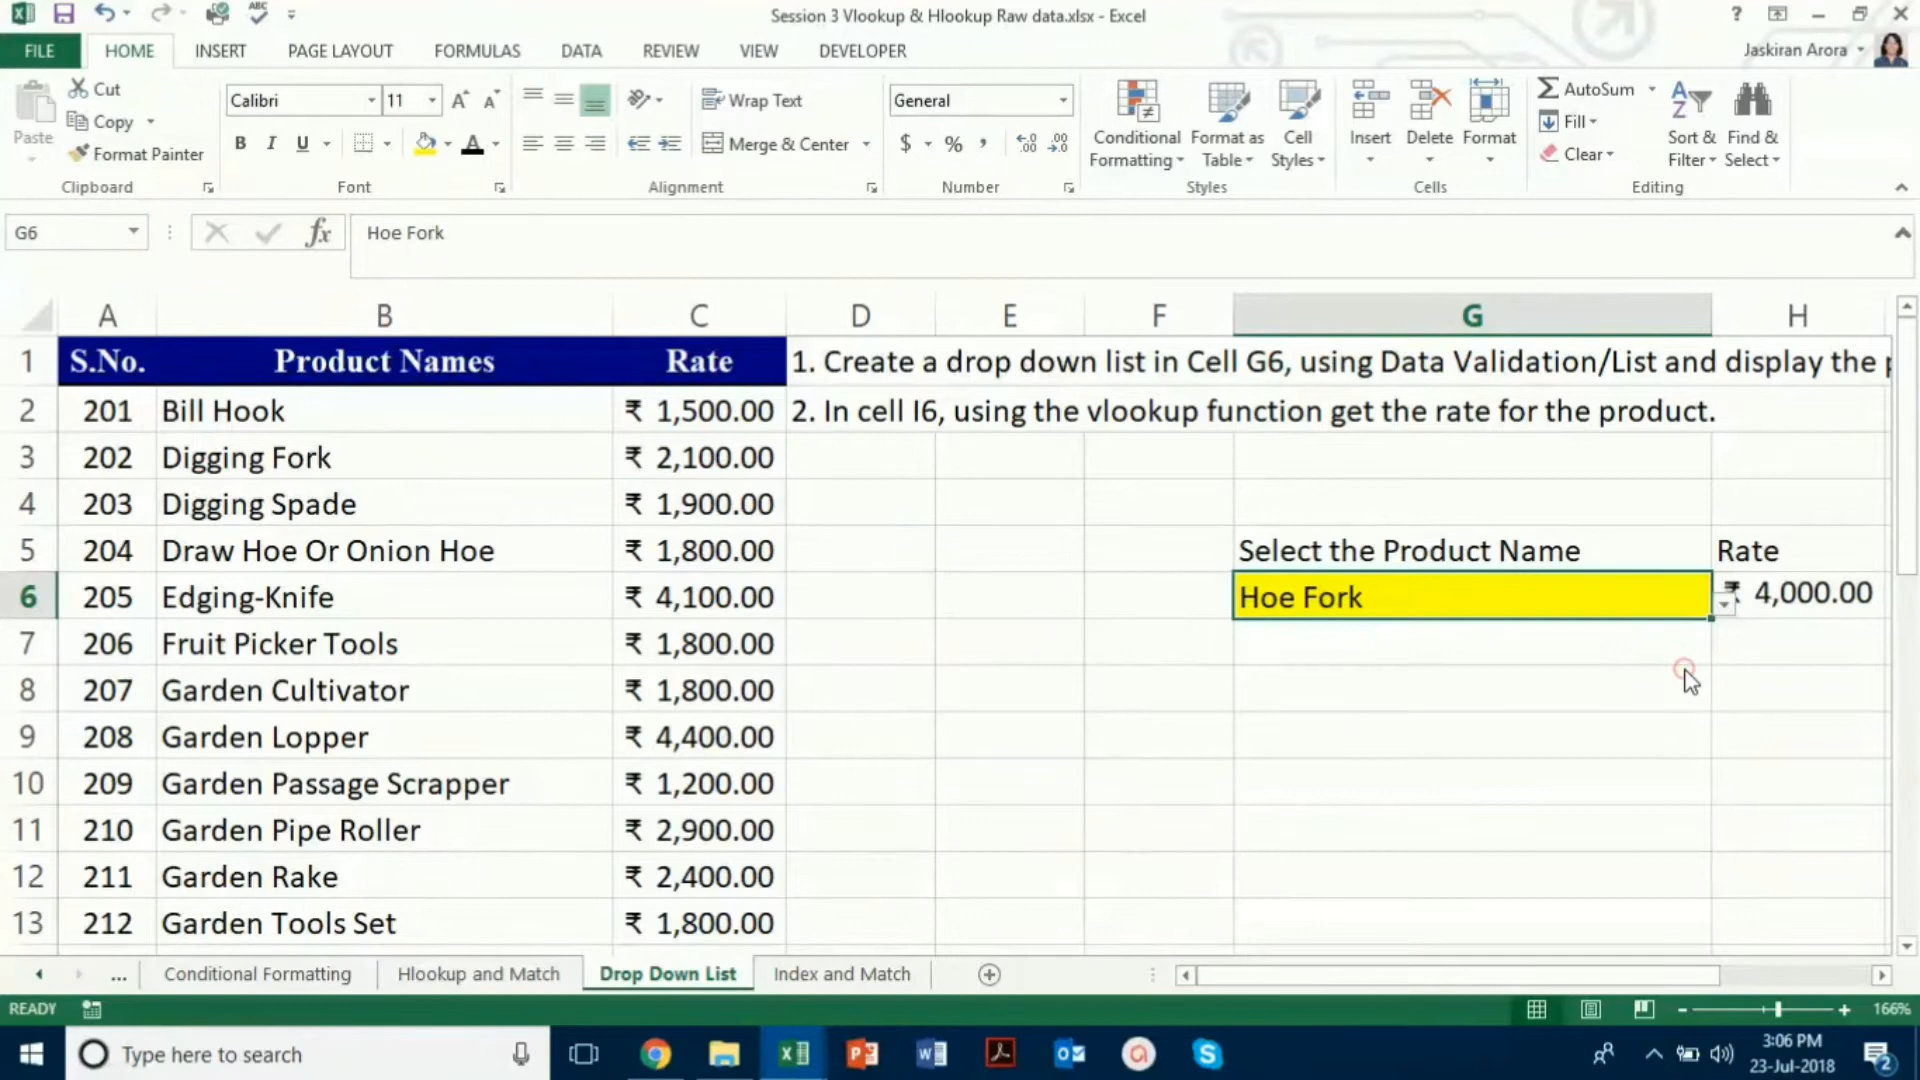 Session 3 Vlookup & Hlookup Raw data.xlsx - Excel
FILE HOME INSERT PAGE LAYOUT FORMULAS DATA REVIEW VIEW DEVELOPER Jaskiran Arora
Paste Cut Copy Format Painter Clipboard
Calibri 11 B I U A Font
Wrap Text Merge & Center Alignment
General $ % , Number
Conditional Formatting Format as Table Cell Styles Styles
Insert Delete Format Cells
AutoSum Fill Clear Sort & Filter Find & Select Editing
G6 fx Hoe Fork
A B C D E F G H
1 S.No. Product Names Rate 1. Create a drop down list in Cell G6, using Data Validation/List and display the
2 201 Bill Hook ₹ 1,500.00 2. In cell I6, using the vlookup function get the rate for the product.
3 202 Digging Fork ₹ 2,100.00
4 203 Digging Spade ₹ 1,900.00
5 204 Draw Hoe Or Onion Hoe ₹ 1,800.00 Select the Product Name Rate
6 205 Edging-Knife ₹ 4,100.00 Hoe Fork ₹ 4,000.00
7 206 Fruit Picker Tools ₹ 1,800.00
8 207 Garden Cultivator ₹ 1,800.00
9 208 Garden Lopper ₹ 4,400.00
10 209 Garden Passage Scrapper ₹ 1,200.00
11 210 Garden Pipe Roller ₹ 2,900.00
12 211 Garden Rake ₹ 2,400.00
13 212 Garden Tools Set ₹ 1,800.00
... Conditional Formatting Hlookup and Match Drop Down List Index and Match
READY 166%
Type here to search 3:06 PM
23-Jul-2018 2